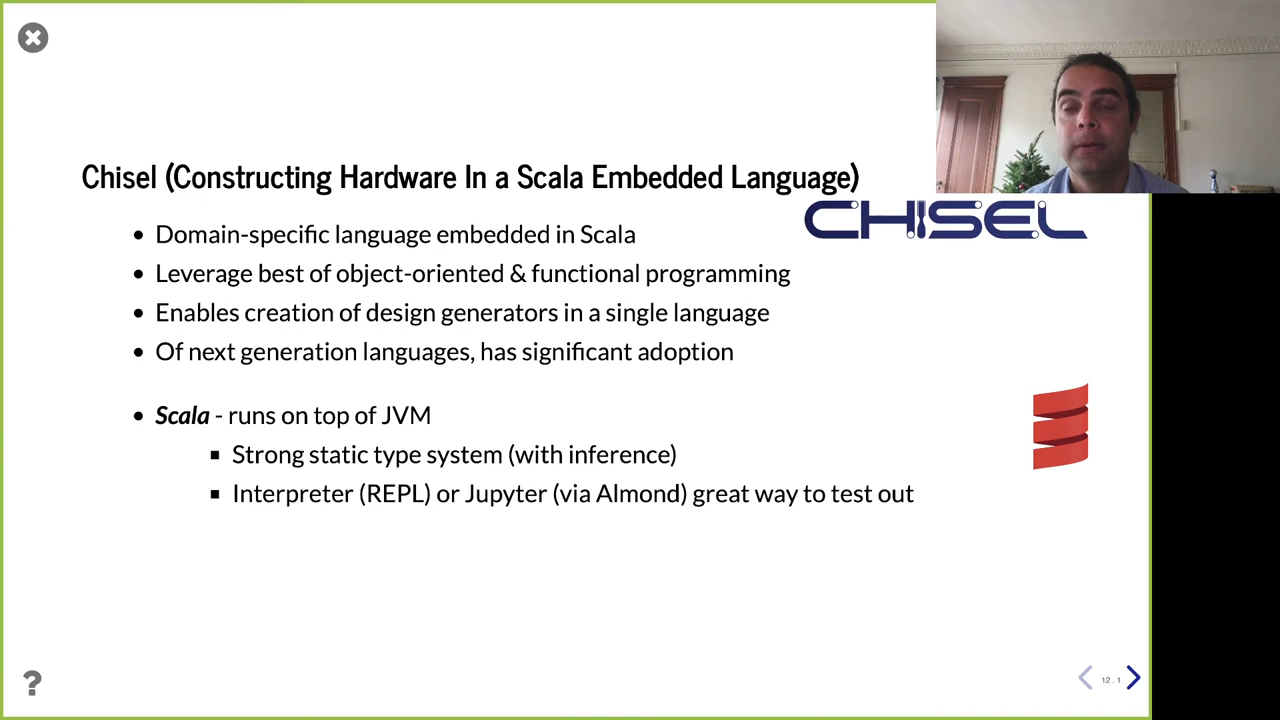 Chisel (Constructing Hardware In a Scala Embedded Language)
CHISEL
Domain-specific language embedded in Scala
Leverage best of object-oriented & functional programming
Enables creation of design generators in a single language
Of next generation languages, has significant adoption
Scala - runs on top of JVM
Strong static type system (with inference)
Interpreter (REPL) or Jupyter (via Almond) great way to test out
?
12.1